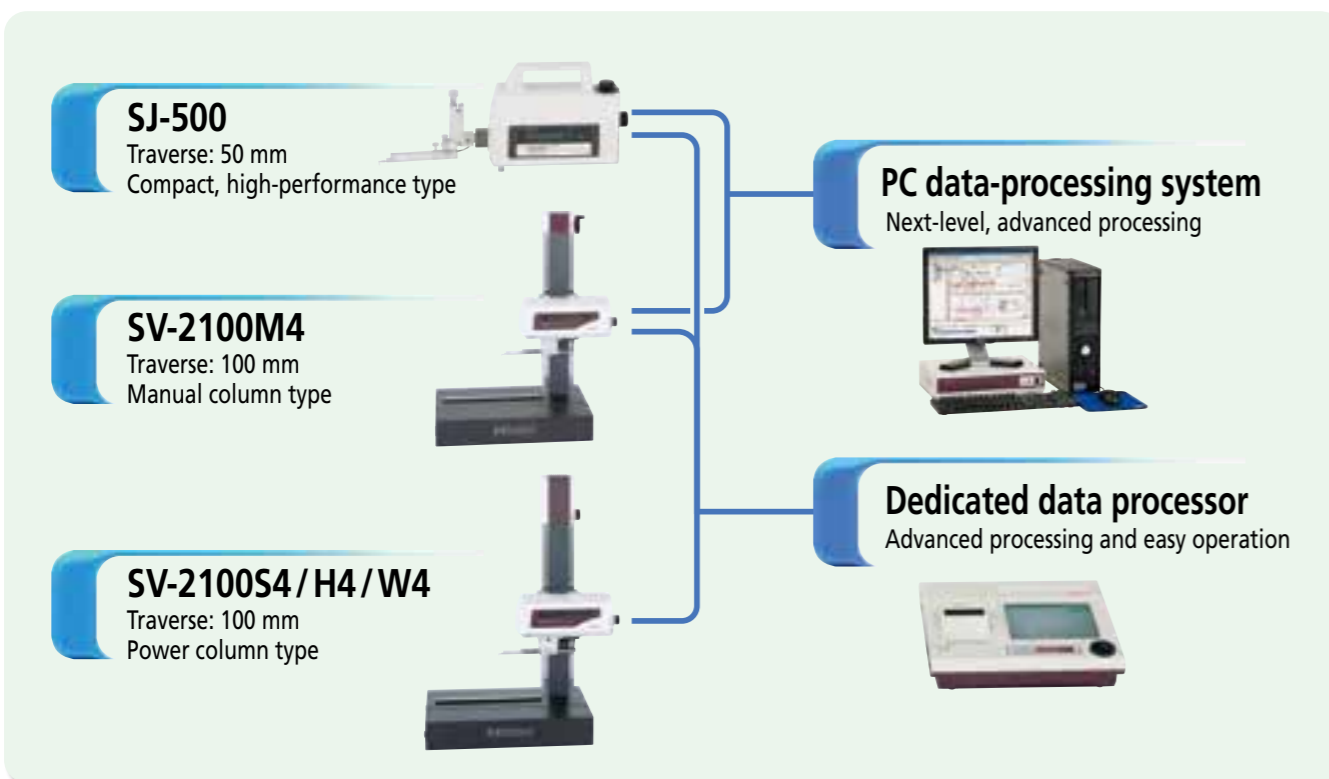 SJ-500
Traverse: 50 mm
Compact, high-performance type
SV-2100M4
Traverse: 100 mm
Manual column type
SV-2100S4/H4/W4
Traverse: 100 mm
Power column type
PC data-processing system
Next-level, advanced processing
Dedicated data processor
Advanced processing and easy operation